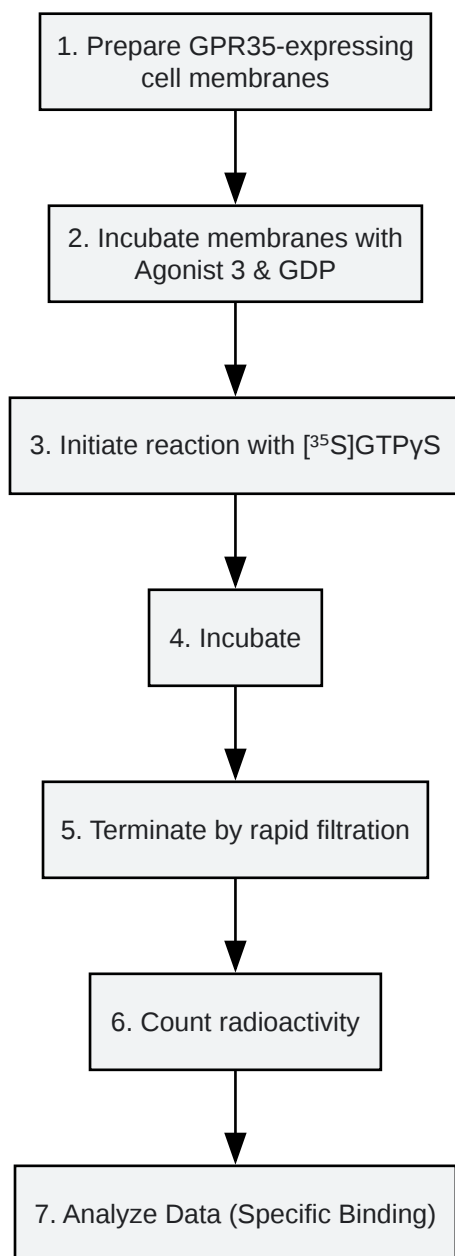 1. Prepare GPR35-expressing
cell membranes
2. Incubate membranes with
Agonist 3 & GDP
3. Initiate reaction with [³⁵S]GTPγS
4. Incubate
5. Terminate by rapid filtration
6. Count radioactivity
7. Analyze Data (Specific Binding)